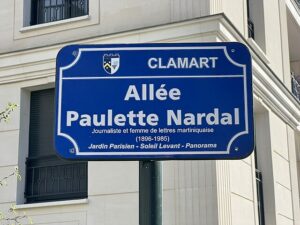 CLAMART
Allée
Paulette Nardal
Journaliste et femme de lettres martiniquaise
(1896-1985)
Jardin Parisien - Soleil Levant - Panorama